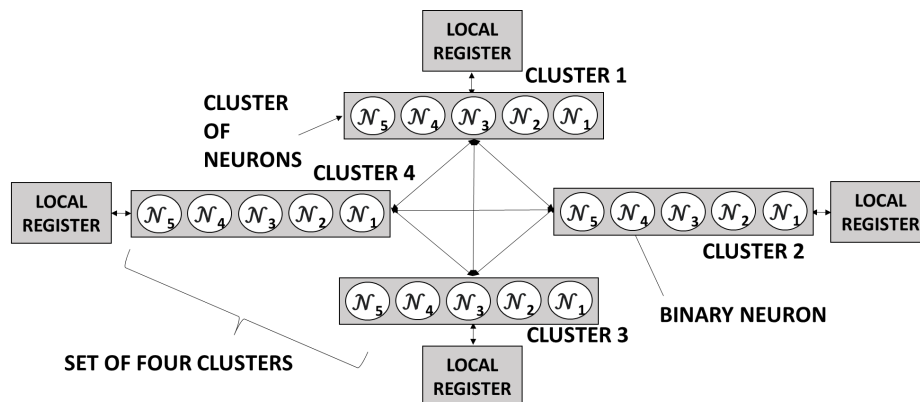 LOCAL
REGISTER
CLUSTER 1
CLUSTER
OF
NEURONS
𝒩5 𝒩4 𝒩3 𝒩2 𝒩1
CLUSTER 4
LOCAL
REGISTER
𝒩5 𝒩4 𝒩3 𝒩2 𝒩1
𝒩5 𝒩4 𝒩3 𝒩2 𝒩1
LOCAL
REGISTER
CLUSTER 2
𝒩5 𝒩4 𝒩3 𝒩2 𝒩1
BINARY NEURON
CLUSTER 3
SET OF FOUR CLUSTERS
LOCAL
REGISTER